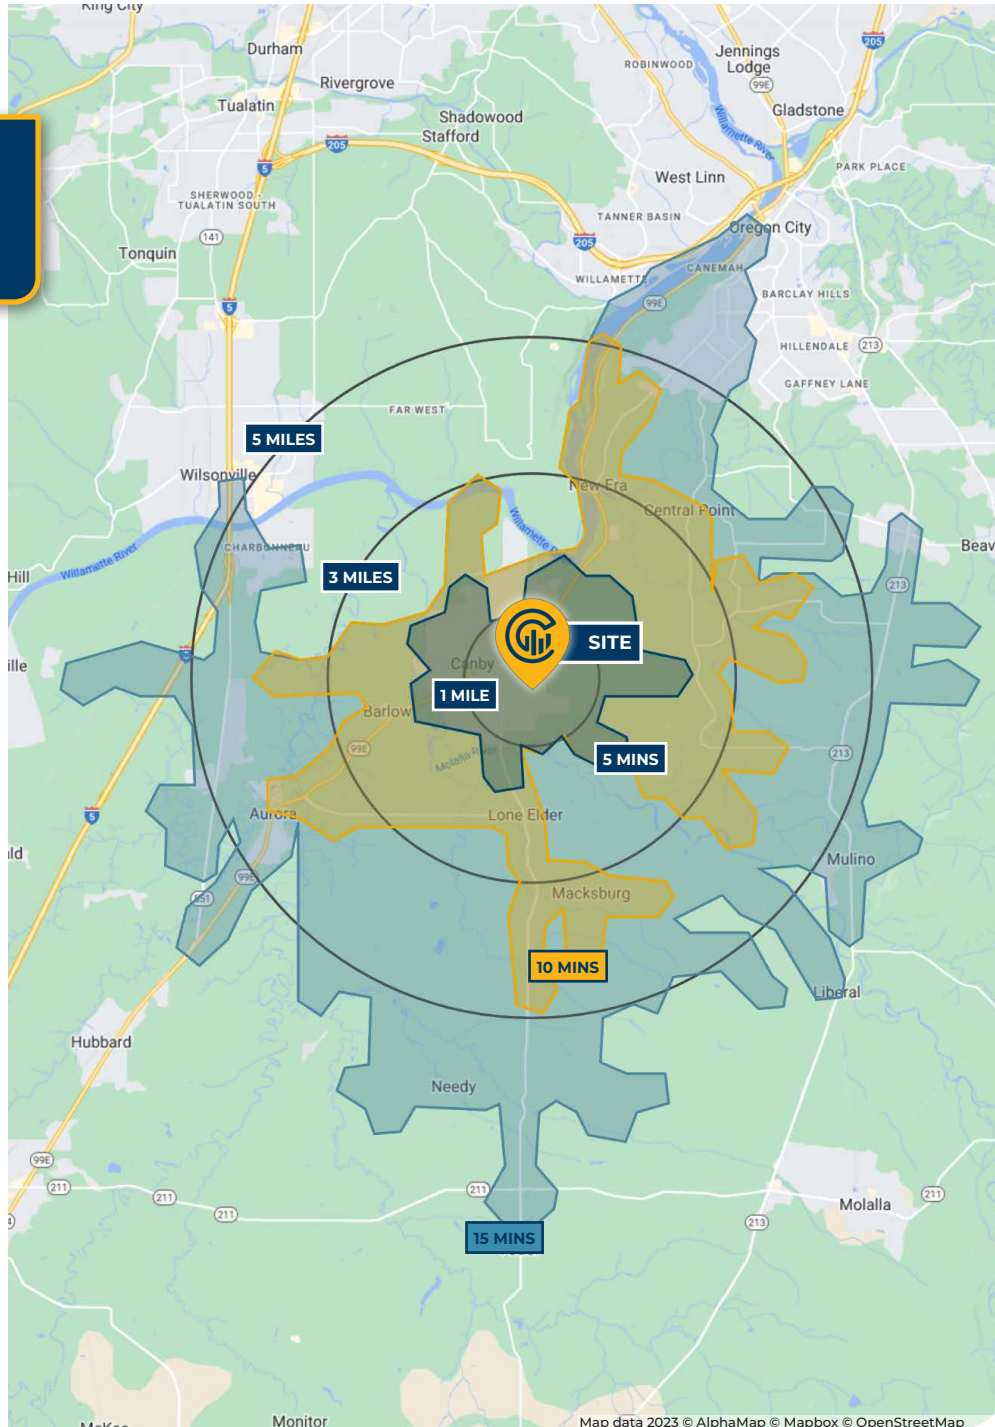 King City
Durham
205
Jennings
Lodge
ROBINWOOD
99E
Rivergrove
Tualatin
Gladstone
Shadowood
Stafford
205
Willamette River
5
PARK PLACE
West Linn
SHERWOOD -
TUALATIN SOUTH
TANNER BASIN
Oregon City
141
205
Tonquin
CANEMAH
WILLAMETTE
BARCLAY HILLS
99E
5
HILLENDALE
213
GAFFNEY LANE
FAR WEST
5 MILES
Wilsonville
New Era
Central Point
Willamette
CHARBONNEAU
Beav
Willamette River
Hill
3 MILES
213
SITE
5
ville
Canby
1 MILE
Barlow
99E
Molalla River
5 MINS
213
Aurora
5
Lone Elder
ld
Mulino
99E
551
Macksburg
10 MINS
Liberal
Hubbard
Needy
99E
211
211
211
211
211
213
Molalla
15 MINS
Monitor
McKee
Map data 2023 © AlphaMap © Mapbox © OpenStreetMap